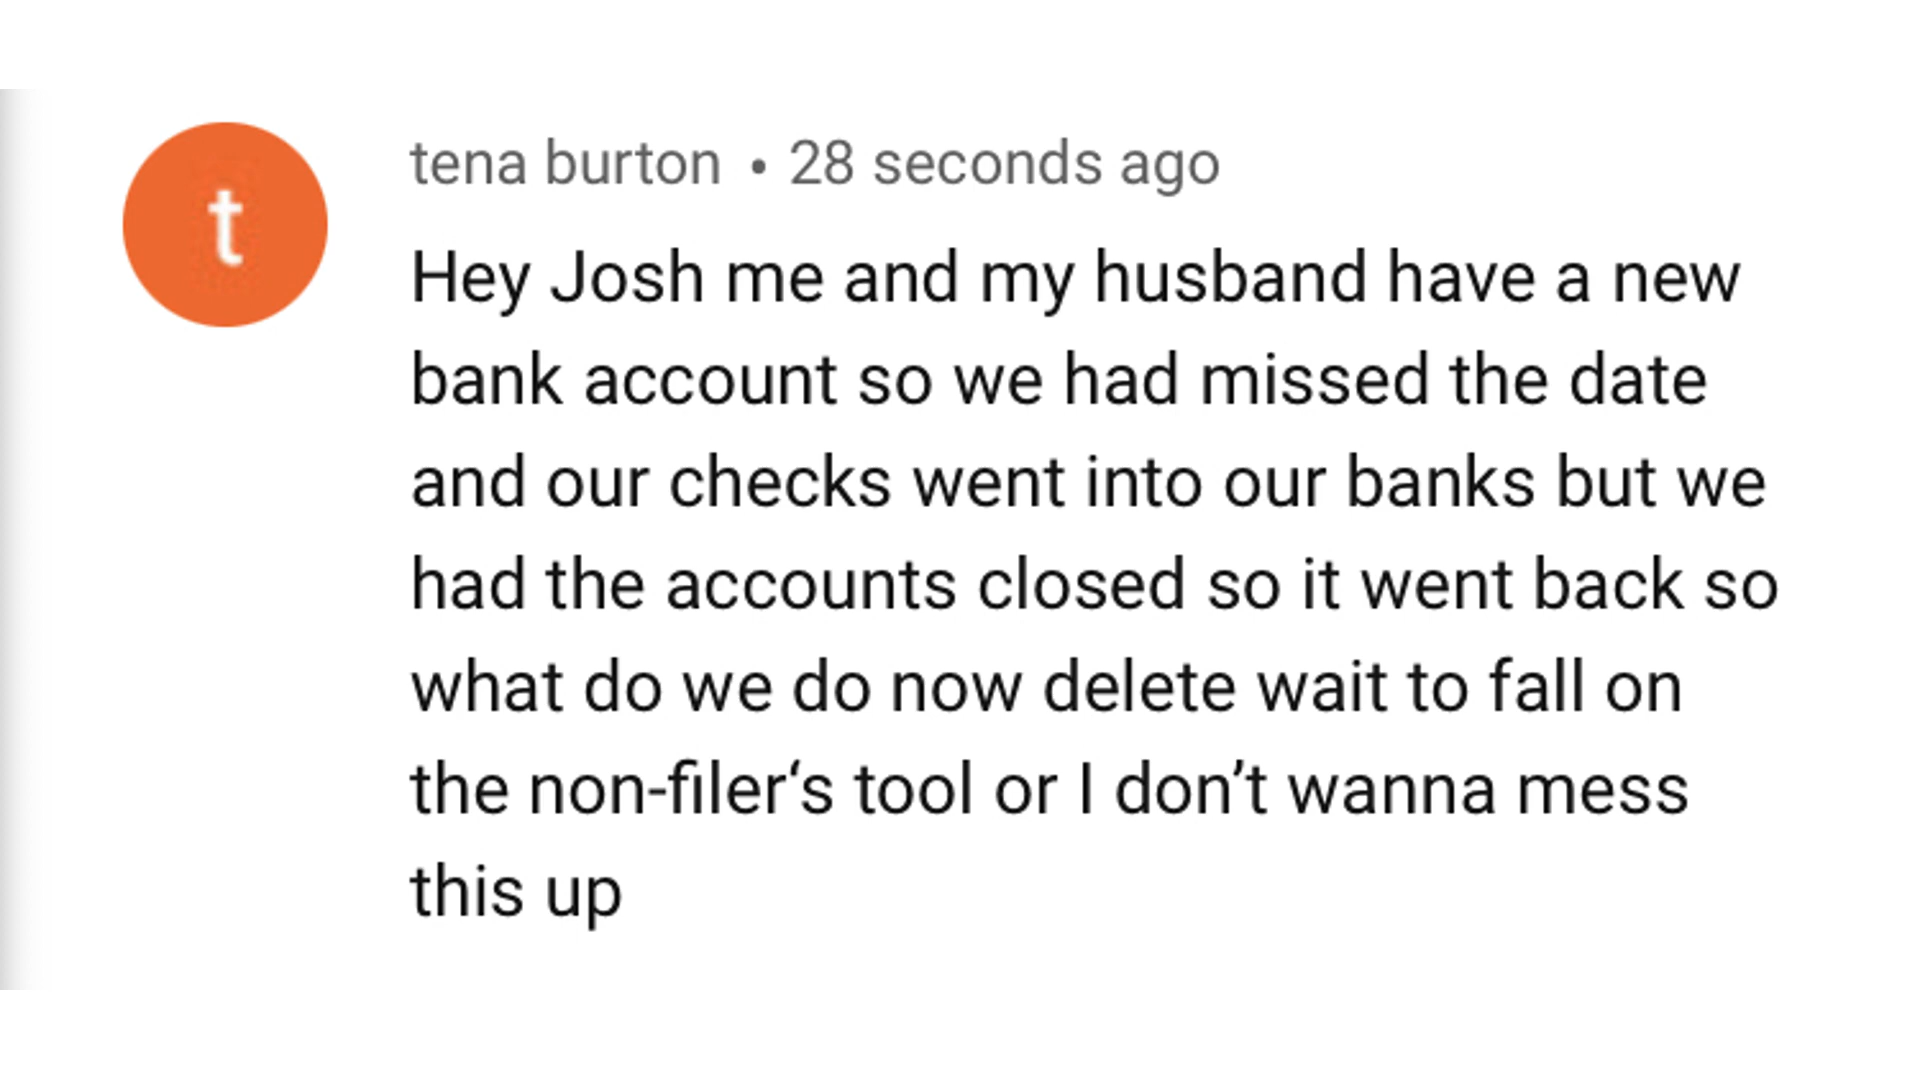 t
tena burton • 28 seconds ago
Hey Josh me and my husband have a new
bank account so we had missed the date
and our checks went into our banks but we
had the accounts closed so it went back so
what do we do now delete wait to fall on
the non-filer‘s tool or I don’t wanna mess
this up